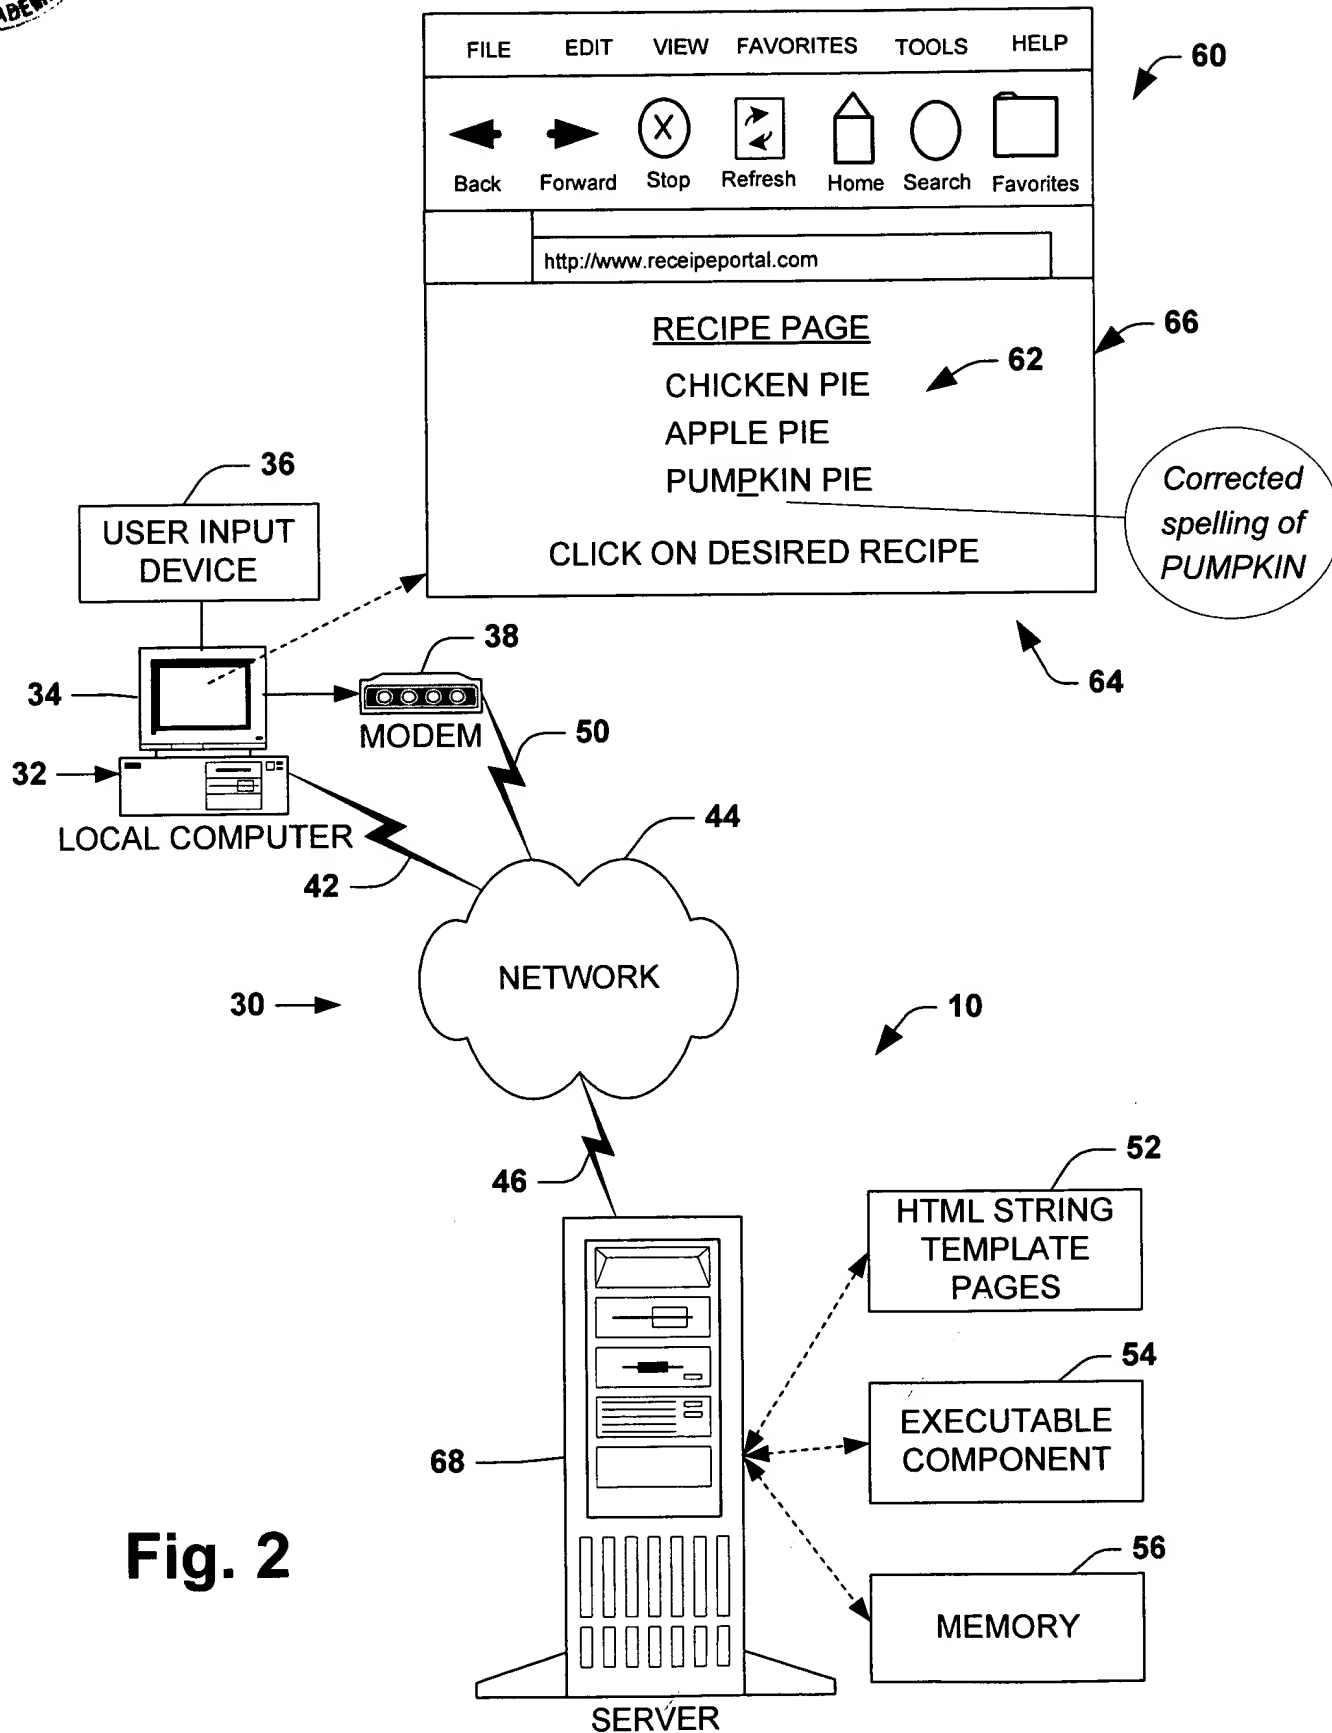 FILE EDIT VIEW FAVORITES TOOLS HELP
60
X
Back Forward Stop Refresh Home Search Favorites
http://www.receipeportal.com
RECIPE PAGE
66
62
CHICKEN PIE
APPLE PIE
PUMPKIN PIE
CLICK ON DESIRED RECIPE
Corrected
spelling of
PUMPKIN
64
36
USER INPUT
DEVICE
34
38
MODEM
50
32
LOCAL COMPUTER
42
44
NETWORK
30
10
46
52
HTML STRING
TEMPLATE
PAGES
54
EXECUTABLE
COMPONENT
68
56
MEMORY
Fig. 2
SERVER